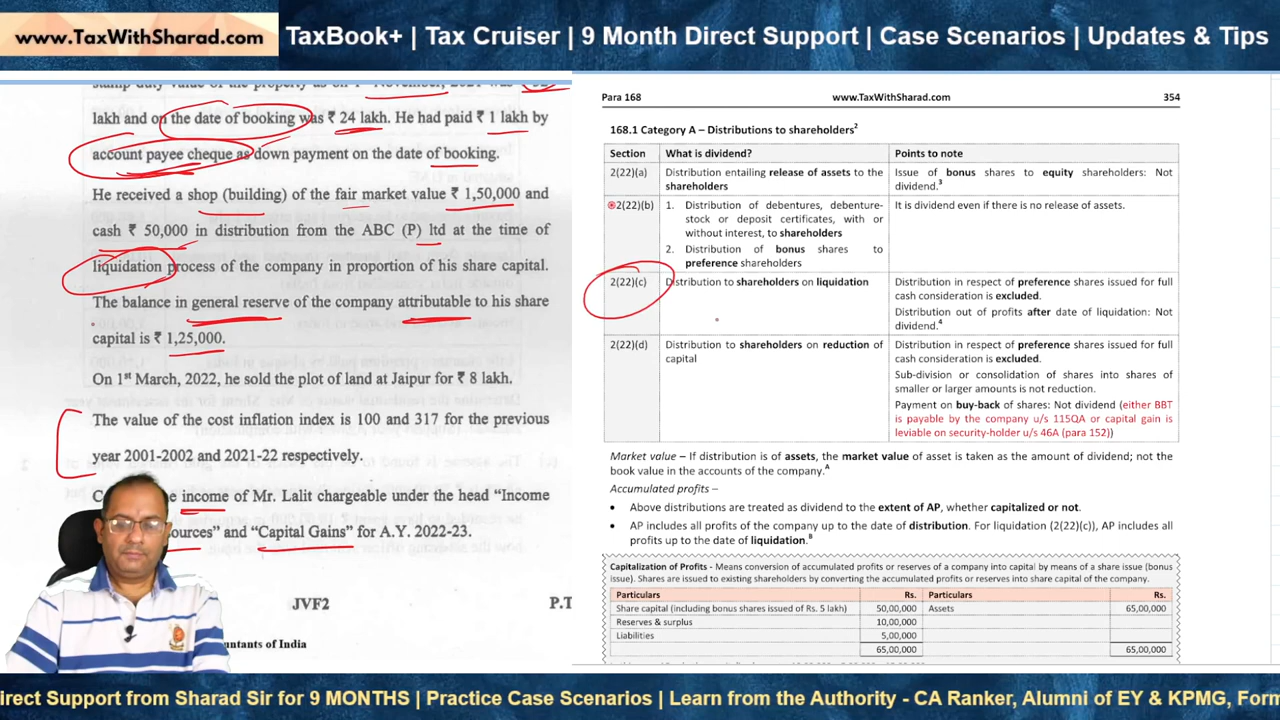 www.TaxWithSharad.com
TaxBook+ | Tax Cruiser | 9 Month Direct Support | Case Scenarios | Updates & Tips
lakh and on the date of booking was ₹ 24 lakh. He had paid ₹ 1 lakh by
account payee cheque as down payment on the date of booking.
He received a shop (building) of the fair market value ₹ 1,50,000 and
cash ₹ 50,000 in distribution from the ABC (P) ltd at the time of
liquidation process of the company in proportion of his share capital.
The balance in general reserve of the company attributable to his share
capital is ₹ 1,25,000.
On 1st March, 2022, he sold the plot of land at Jaipur for ₹ 8 lakh.
The value of the cost inflation index is 100 and 317 for the previous
year 2001-2002 and 2021-22 respectively.
income of Mr. Lalit chargeable under the head “Income
and “Capital Gains” for A.Y. 2022-23.
JVF2
P.T
ountants of India
Para 168
www.TaxWithSharad.com
354
168.1 Category A – Distributions to shareholders2
Section
What is dividend?
Points to note
2(22)(a)
Distribution entailing release of assets to the
shareholders
Issue of bonus shares to equity shareholders: Not
dividend.3
2(22)(b)
1. Distribution of debentures, debenture-
stock or deposit certificates, with or
without interest, to shareholders
2. Distribution of bonus shares to
preference shareholders
It is dividend even if there is no release of assets.
2(22)(c)
Distribution to shareholders on liquidation
Distribution in respect of preference shares issued for full
cash consideration is excluded.
Distribution out of profits after date of liquidation: Not
dividend.4
2(22)(d)
Distribution to shareholders on reduction of
capital
Distribution in respect of preference shares issued for full
cash consideration is excluded.
Sub-division or consolidation of shares into shares of
smaller or larger amounts is not reduction.
Payment on buy-back of shares: Not dividend (either BBT
is payable by the company u/s 115QA or capital gain is
leviable on security-holder u/s 46A (para 152))
Market value – If distribution is of assets, the market value of asset is taken as the amount of dividend; not the
book value in the accounts of the company.A
Accumulated profits –
• Above distributions are treated as dividend to the extent of AP, whether capitalized or not.
• AP includes all profits of the company up to the date of distribution. For liquidation (2(22)(c)), AP includes all
profits up to the date of liquidation.B
Capitalization of Profits - Means conversion of accumulated profits or reserves of a company into capital by means of a share issue (bonus
issue). Shares are issued to existing shareholders by converting the accumulated profits or reserves into share capital of the company.
Particulars Rs. Particulars Rs.
Share capital (including bonus shares issued of Rs. 5 lakh) 50,00,000 Assets 65,00,000
Reserves & surplus 10,00,000
Liabilities 5,00,000
65,00,000 65,00,000
irect Support from Sharad Sir for 9 MONTHS | Practice Case Scenarios | Learn from the Authority - CA Ranker, Alumni of EY & KPMG, Form